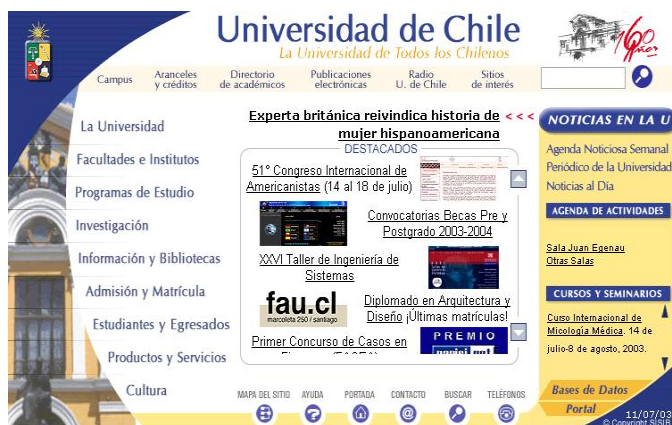 Universidad de Chile
La Universidad de Todos los Chilenos
160 años
Campus
Aranceles
y créditos
Directorio
de académicos
Publicaciones
electrónicas
Radio
U. de Chile
Sitios
de interés
La Universidad
Facultades e Institutos
Programas de Estudio
Investigación
Información y Bibliotecas
Admisión y Matrícula
Estudiantes y Egresados
Productos y Servicios
Cultura
Experta británica reivindica historia de < < <
mujer hispanoamericana
DESTACADOS
51° Congreso Internacional de
Americanistas (14 al 18 de julio)
Convocatorias Becas Pre y
Postgrado 2003-2004
XXVI Taller de Ingeniería de
Sistemas
fau.cl
marcoleta 250 / santiago
Diplomado en Arquitectura y
Diseño ¡Últimas matrículas!
Primer Concurso de Casos en
PREMIO
NOTICIAS EN LA U
Agenda Noticiosa Semanal
Periódico de la Universidad
Noticias al Día
AGENDA DE ACTIVIDADES
Sala Juan Egenau
Otras Salas
CURSOS Y SEMINARIOS
Curso Internacional de
Micología Médica. 14 de
julio-8 de agosto, 2003.
Bases de Datos
Portal
MAPA DEL SITIO
AYUDA
PORTADA
CONTACTO
BUSCAR
TELÉFONOS
11/07/03
© Copyright SISIB